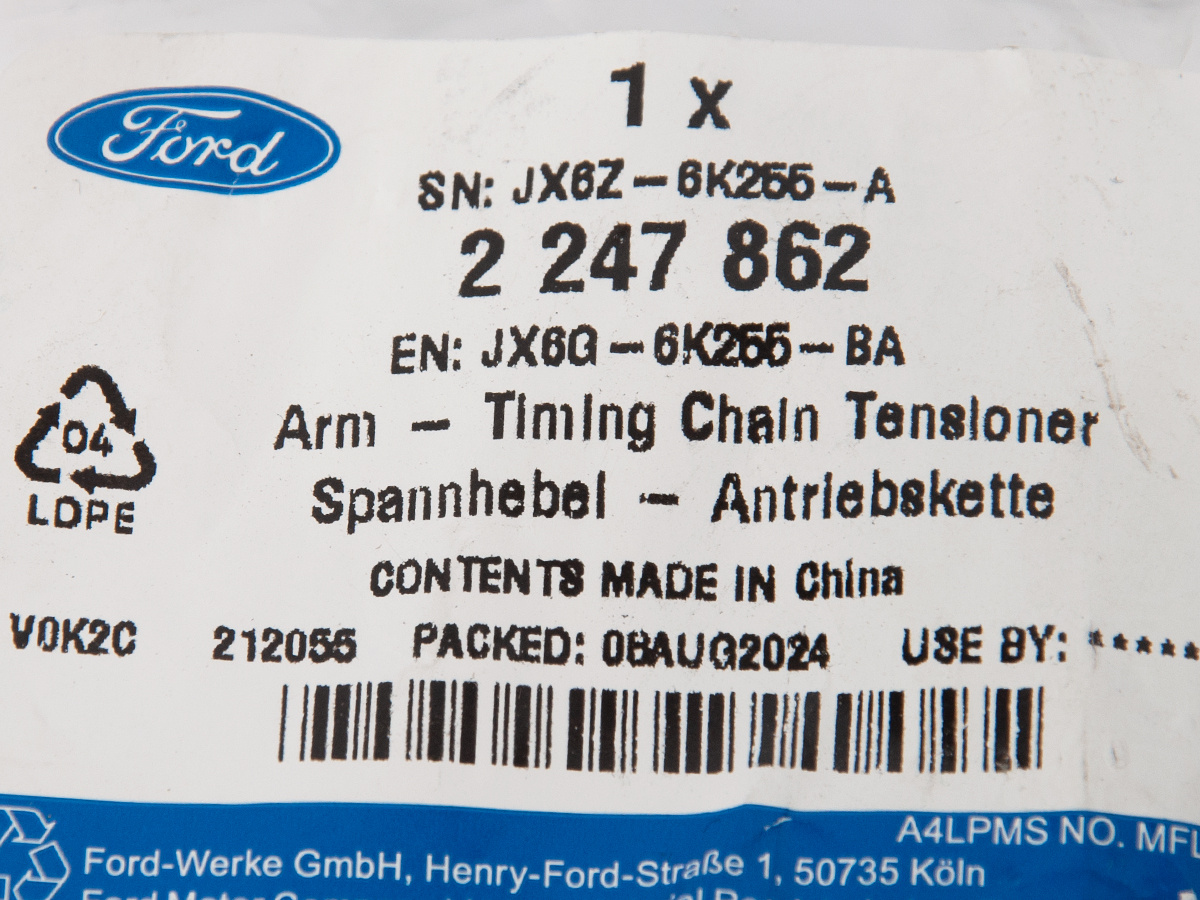 Ford
1 x
SN: JX6Z-6K255-A
2 247 862
EN: JX6G-6K255-BA
Arm - Timing Chain Tensioner
Spannhebel - Antriebskette
04
LDPE
CONTENTS MADE IN China
V0K2C 212055 PACKED: 08AUG2024 USE BY: *****
A4LPMS NO. MFL
Ford-Werke GmbH, Henry-Ford-Straße 1, 50735 Köln